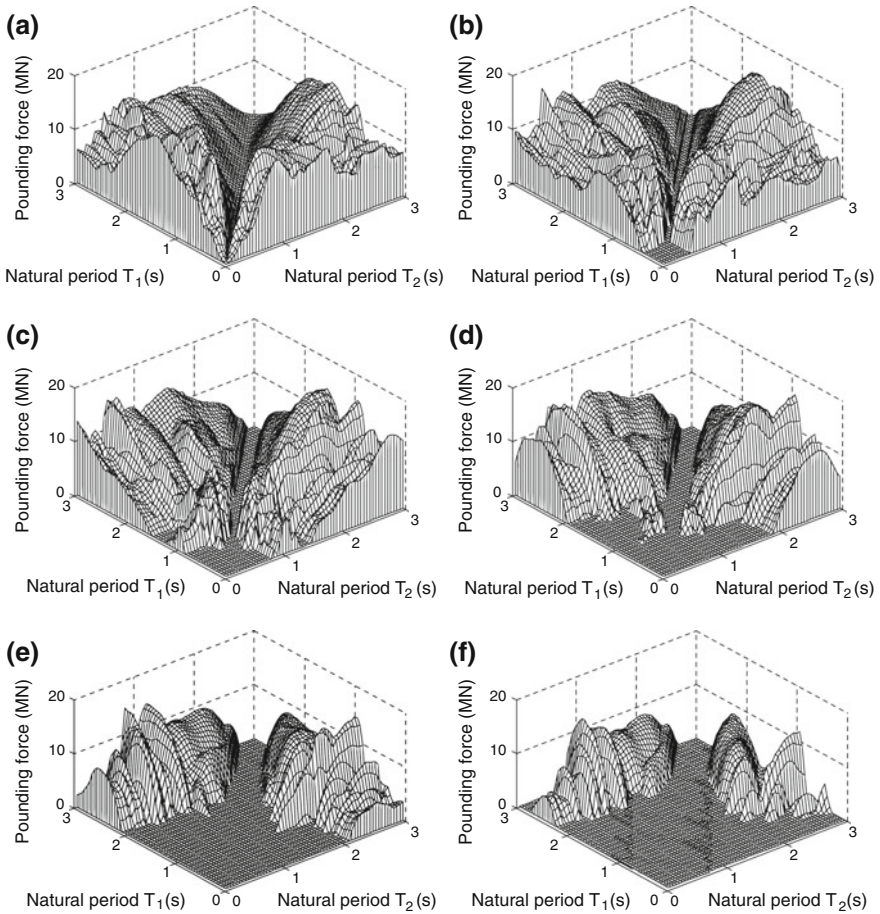 (a)
Pounding force (MN)
20
10
0
3
2
1
0
0
1
2
3
Natural period T1(s)
Natural period T2(s)
(b)
Pounding force (MN)
20
10
0
3
2
1
0
0
1
2
3
Natural period T1(s)
Natural period T2(s)
(c)
Pounding force (MN)
20
10
0
3
2
1
0
0
1
2
3
Natural period T1(s)
Natural period T2(s)
(d)
Pounding force (MN)
20
10
0
3
2
1
0
0
1
2
3
Natural period T1(s)
Natural period T2(s)
(e)
Pounding force (MN)
20
10
0
3
2
1
0
0
1
2
3
Natural period T1(s)
Natural period T2(s)
(f)
Pounding force (MN)
20
10
0
3
2
1
0
0
1
2
3
Natural period T1(s)
Natural period T2(s)